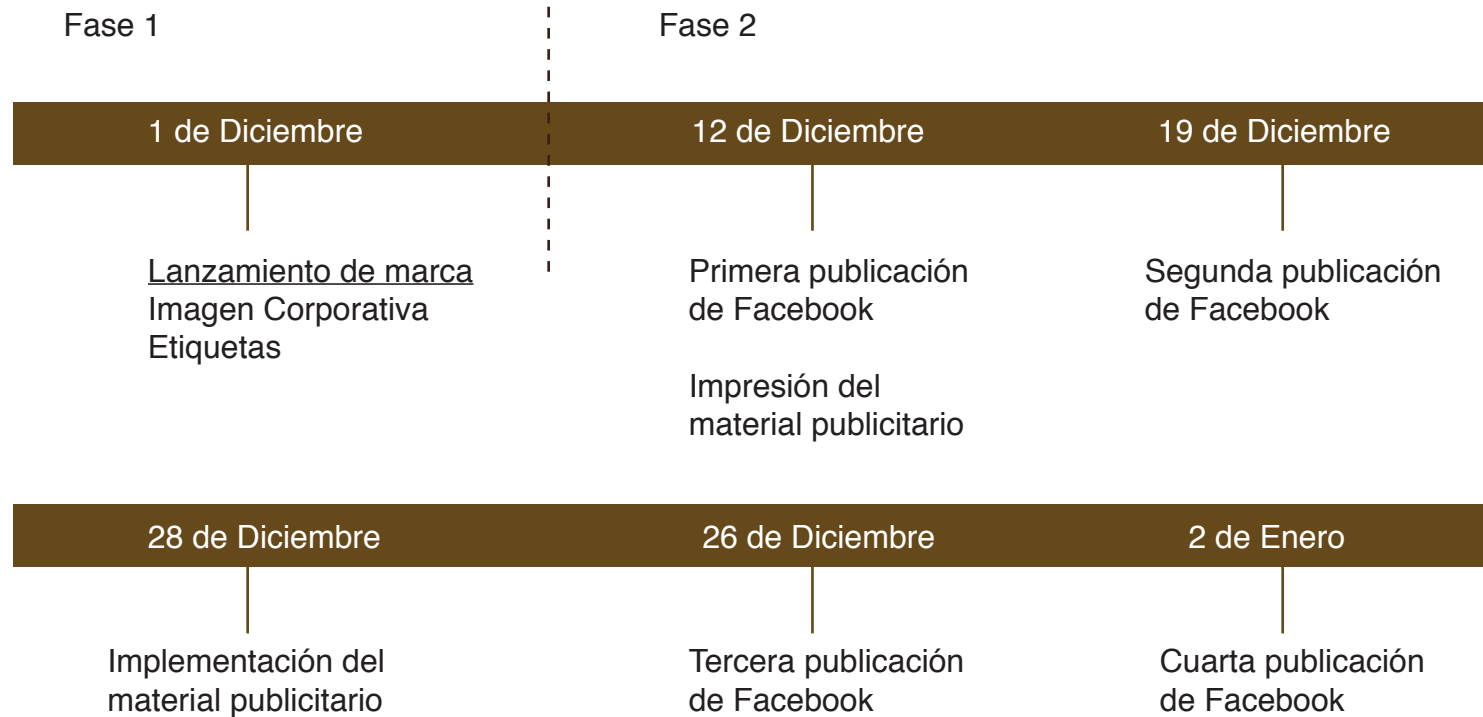 Fase 1
Fase 2
1 de Diciembre
12 de Diciembre
19 de Diciembre
Lanzamiento de marca
Imagen Corporativa
Etiquetas
Primera publicación
de Facebook
Impresión del
material publicitario
Segunda publicación
de Facebook
28 de Diciembre
26 de Diciembre
2 de Enero
Implementación del
material publicitario
Tercera publicación
de Facebook
Cuarta publicación
de Facebook